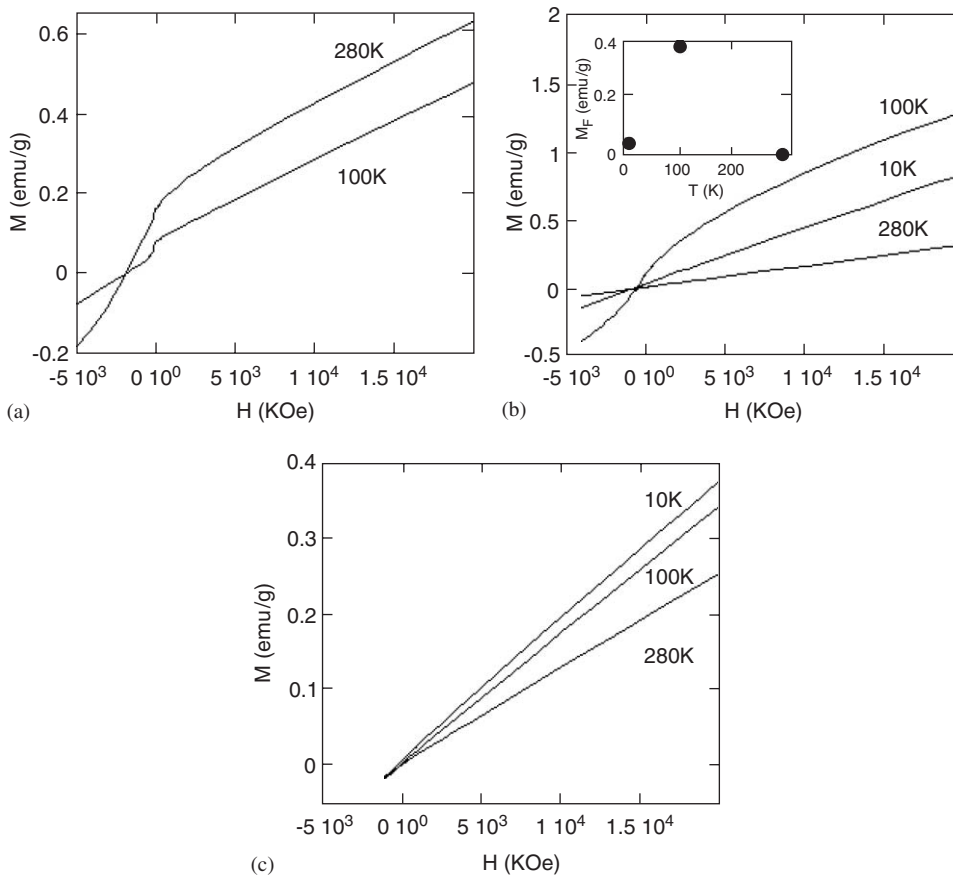 0.6
0.4
0.2
0
-0.2
M (emu/g)
280K
100K
-5 10³ 0 10⁰ 5 10³ 1 10⁴ 1.5 10⁴
H (KOe)
(a)
2
1.5
1
0.5
0
-0.5
M (emu/g)
0.4
0.2
0
M_F (emu/g)
0 100 200
T (K)
100K
10K
280K
-5 10³ 0 10⁰ 5 10³ 1 10⁴ 1.5 10⁴
H (KOe)
(b)
0.4
0.3
0.2
0.1
0
M (emu/g)
10K
100K
280K
-5 10³ 0 10⁰ 5 10³ 1 10⁴ 1.5 10⁴
H (KOe)
(c)